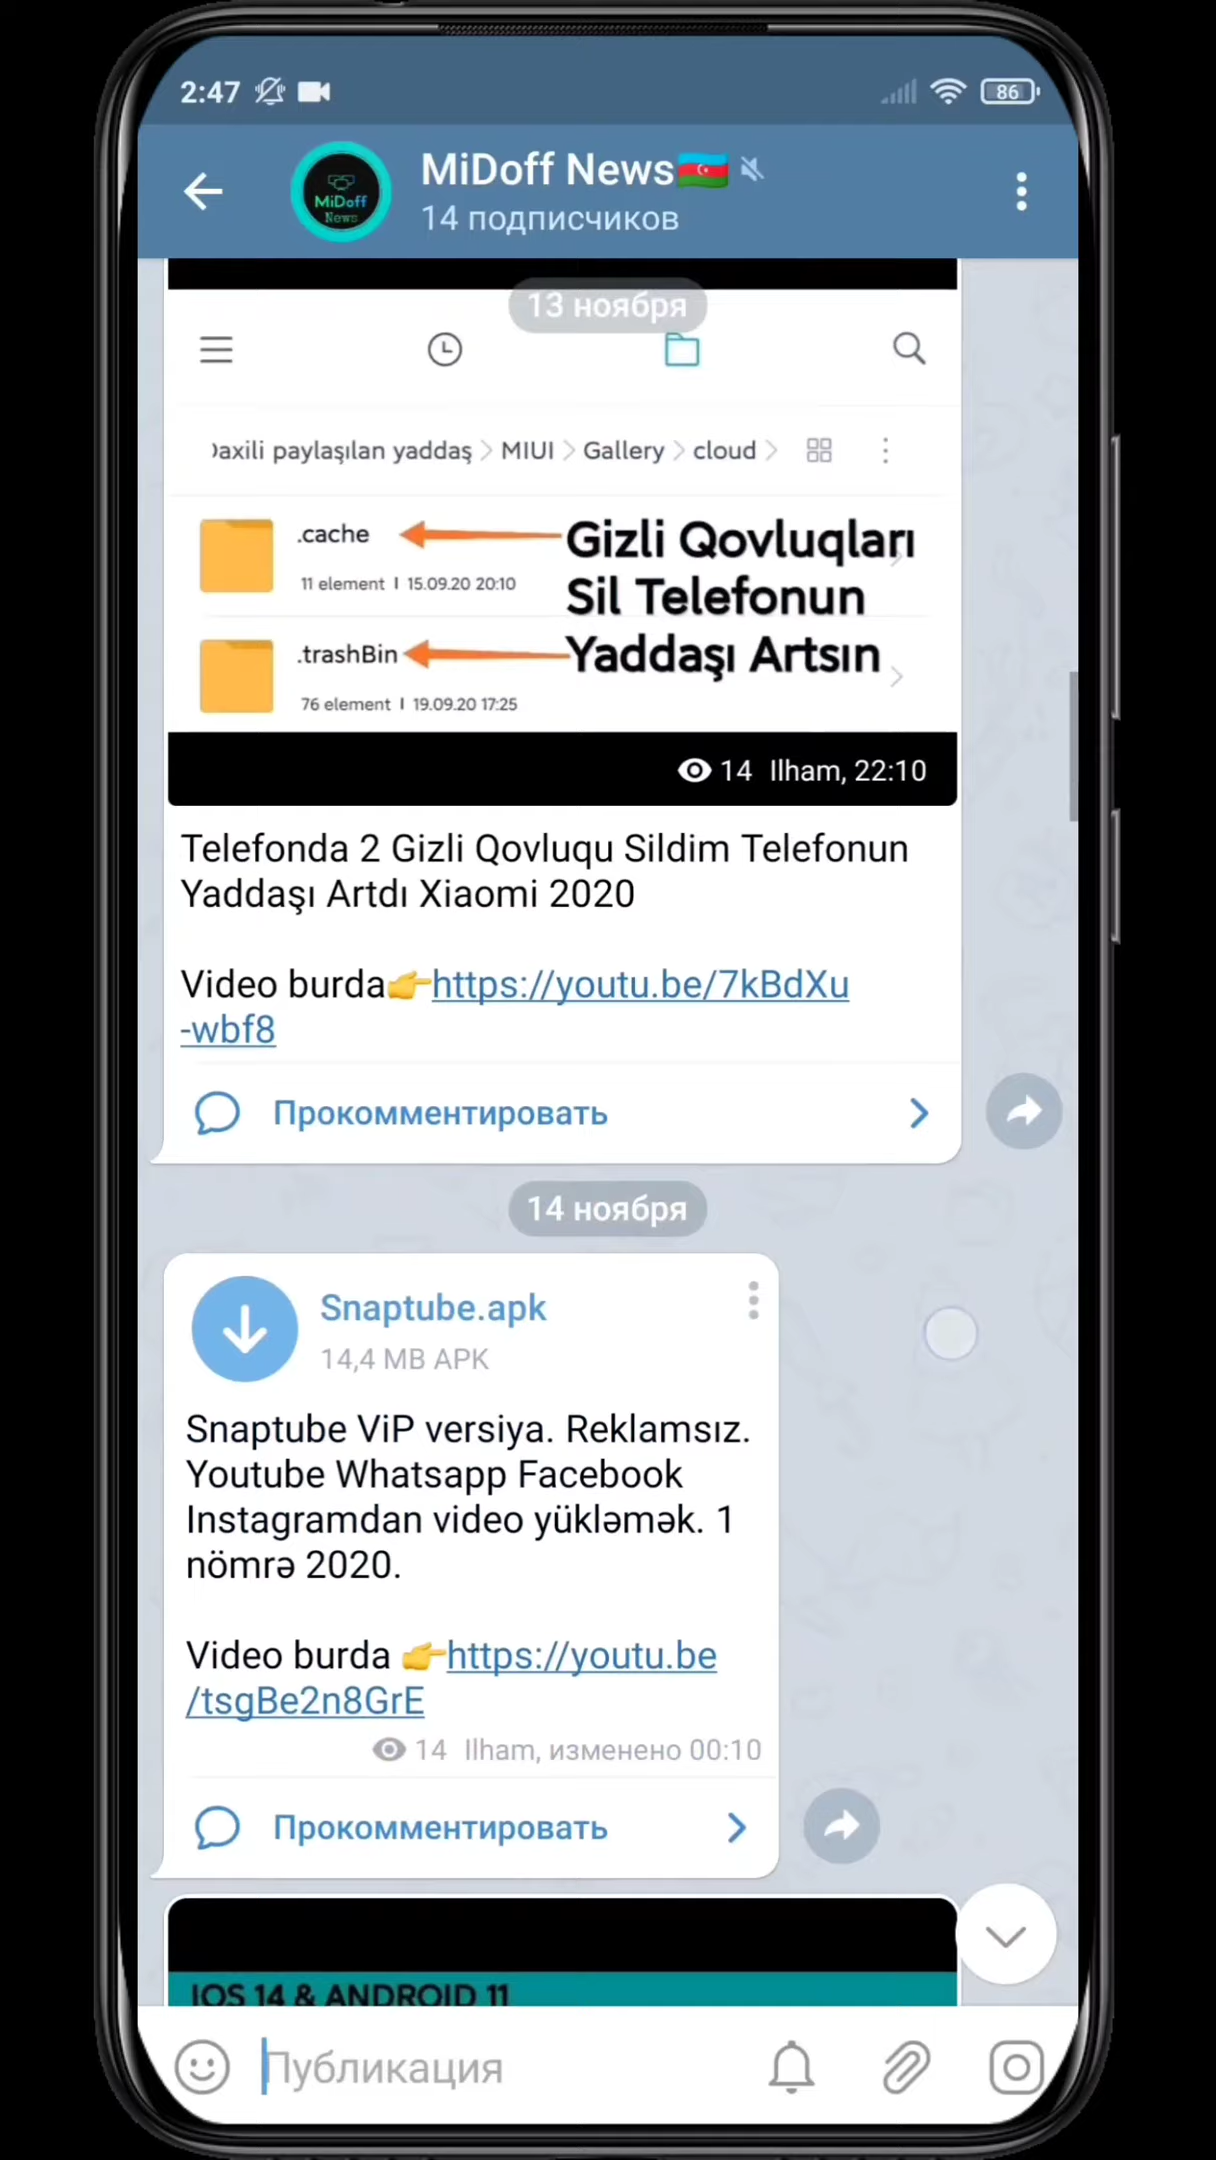 2:47
86
MiDoff News
14 подписчиков
MiDoff
News
13 ноября
axili paylaşılan yaddaş > MIUI > Gallery > cloud >
.cache
11 element | 15.09.20 20:10
Gizli Qovluqları
Sil Telefonun
Yaddaşı Artsın
.trashBin
76 element | 19.09.20 17:25
14 Ilham, 22:10
Telefonda 2 Gizli Qovluqu Sildim Telefonun
Yaddaşı Artdı Xiaomi 2020
Video burda👉https://youtu.be/7kBdXu
-wbf8
Прокомментировать
14 ноября
Snaptube.apk
14,4 MB APK
Snaptube ViP versiya. Reklamsız.
Youtube Whatsapp Facebook
Instagramdan video yükləmək. 1
nömrə 2020.
Video burda 👉https://youtu.be
/tsgBe2n8GrE
14 Ilham, изменено 00:10
Прокомментировать
IOS 14 & ANDROID 11
Публикация